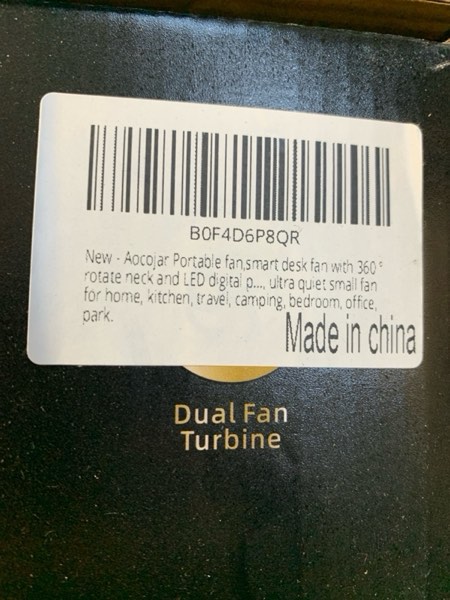 B0F4D6P8QR
New - Aocojar Portable fan,smart desk fan with 360°
rotate neck and LED digital p..., ultra quiet small fan
for home, kitchen, travel, camping, bedroom, office,
park.
Made in china
Dual Fan
Turbine